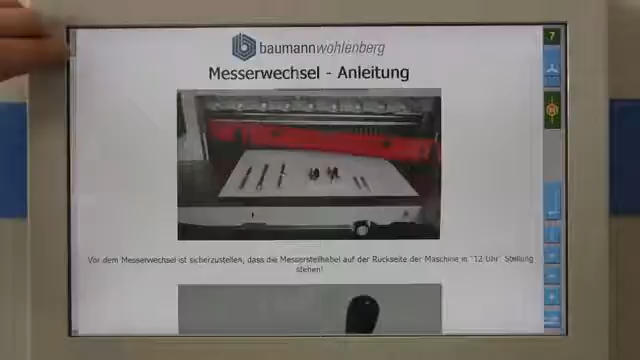 baumannwohlenberg
Messerwechsel - Anleitung
Vor dem Messerwechsel ist sicherzustellen, dass die Messerstellhebel auf der Rückseite der Maschine in "12 Uhr" Stellung
stehen!
7